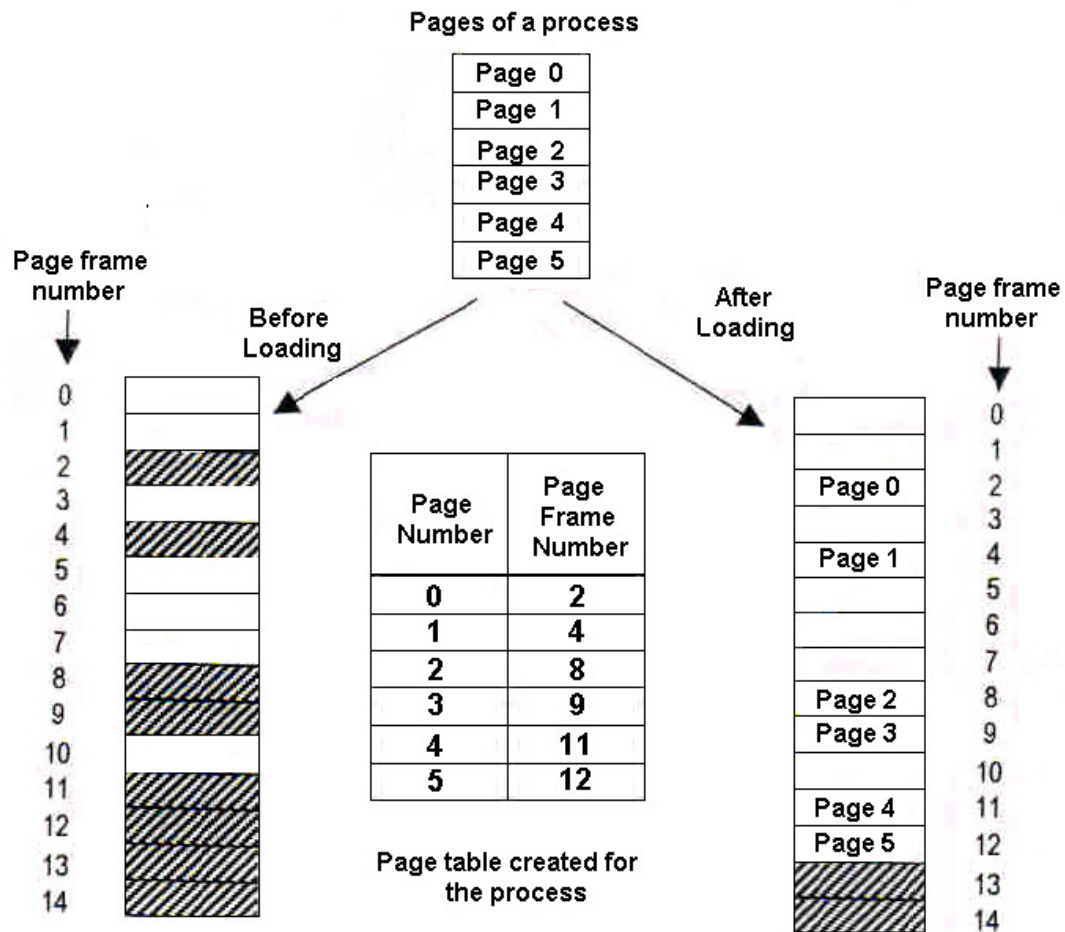 Pages of a process
Page 0
Page 1
Page 2
Page 3
Page 4
Page 5
Page frame
number
Before
Loading
After
Loading
Page frame
number
0
1
2
3
4
5
6
7
8
9
10
11
12
13
14
Page
Number
Page
Frame
Number
0 2
1 4
2 8
3 9
4 11
5 12
Page table created for
the process
0
1
Page 0 2
3
Page 1 4
5
6
7
Page 2 8
Page 3 9
10
Page 4 11
Page 5 12
13
14